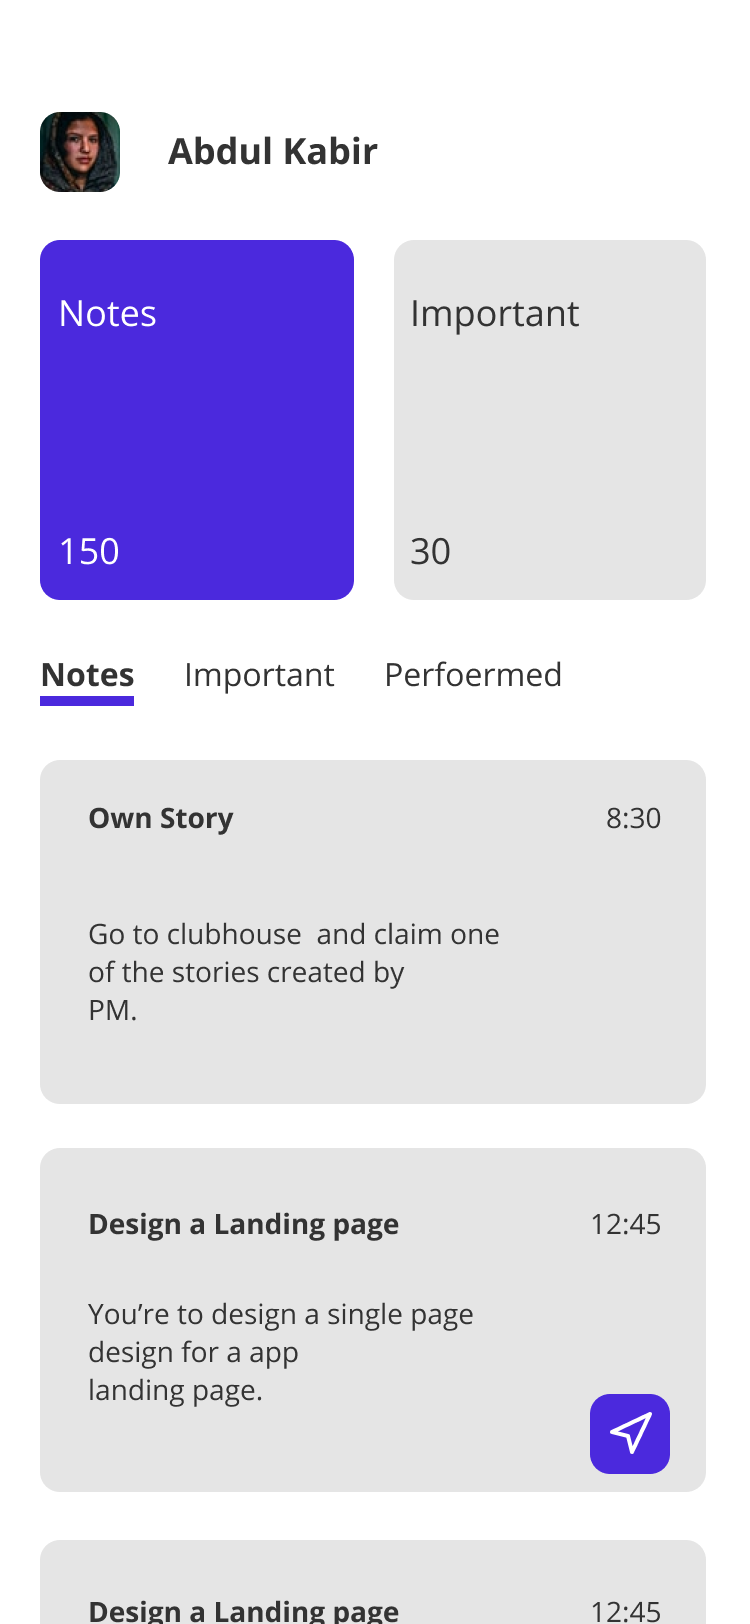 Abdul Kabir
Notes
Important
150
30
Notes Important Perfoermed
Own Story 8:30
Go to clubhouse  and claim one
of the stories created by
PM.
Design a Landing page 12:45
You’re to design a single page
design for a app
landing page.
Design a Landing page 12:45